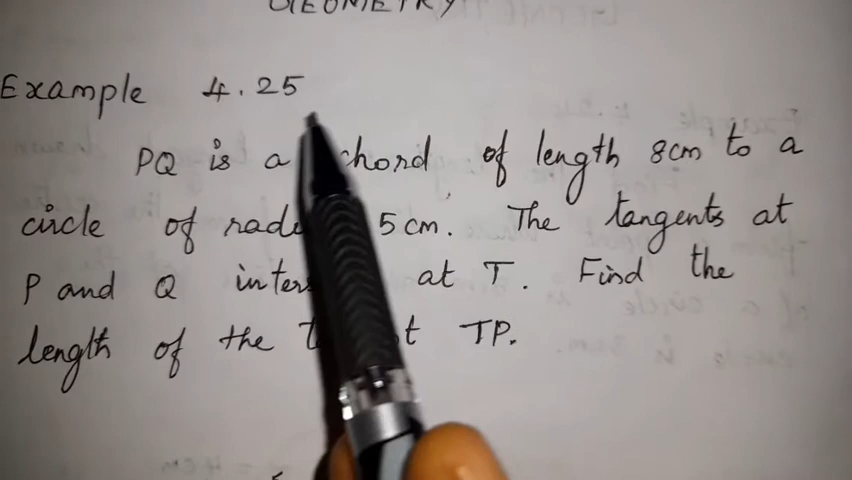 GEOMETRY
Example 4.25
PQ is a chord of length 8cm to a
circle of 5cm. The tangents at
P and Q at T. Find the
length of the TP.